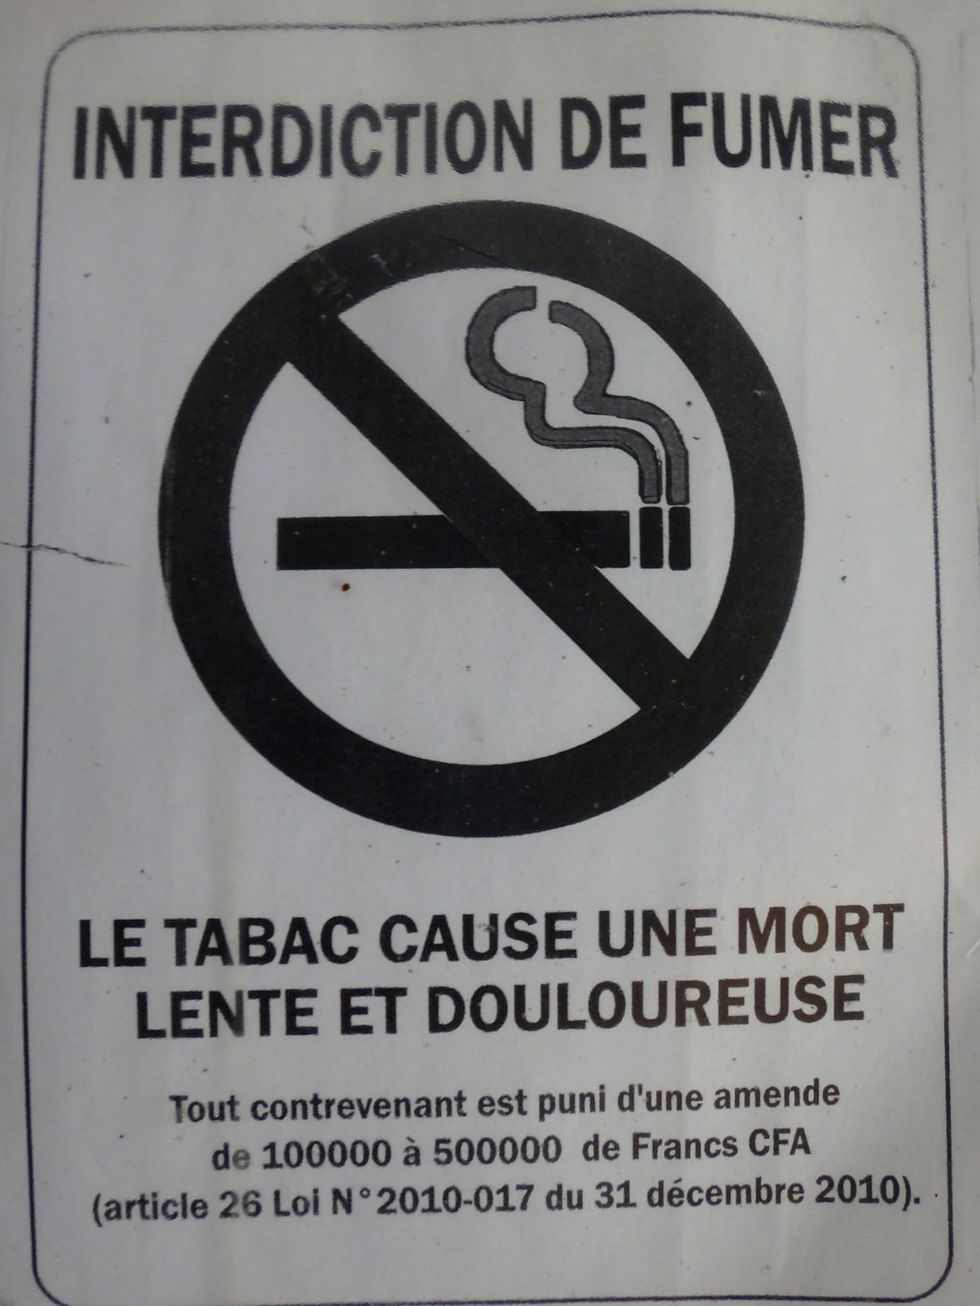 INTERDICTION DE FUMER
LE TABAC CAUSE UNE MORT
LENTE ET DOULOUREUSE
Tout contrevenant est puni d'une amende
de 100000 à 500000 de Francs CFA
(article 26 Loi N°2010-017 du 31 décembre 2010).